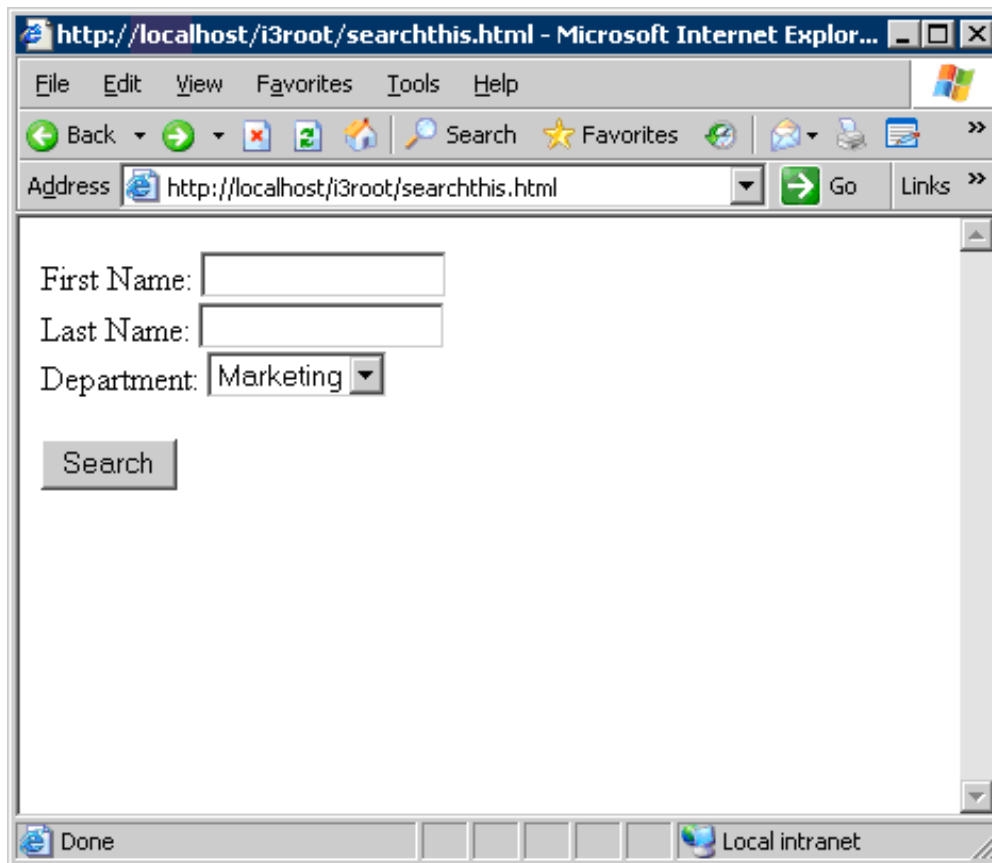 http://localhost/i3root/searchthis.html - Microsoft Internet Explor...
File Edit View Favorites Tools Help
Back Search Favorites
Address http://localhost/i3root/searchthis.html Go Links
First Name:
Last Name:
Department: Marketing
Search
Done Local intranet